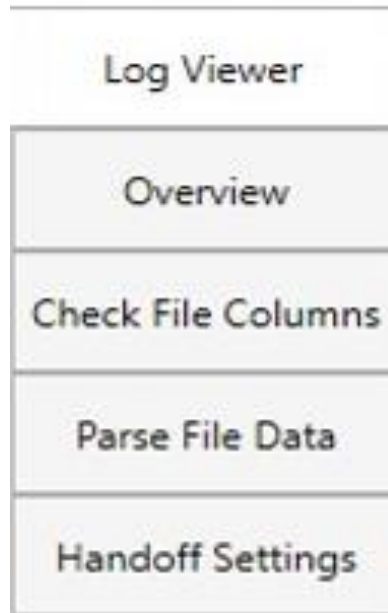 Log Viewer
Overview
Check File Columns
Parse File Data
Handoff Settings